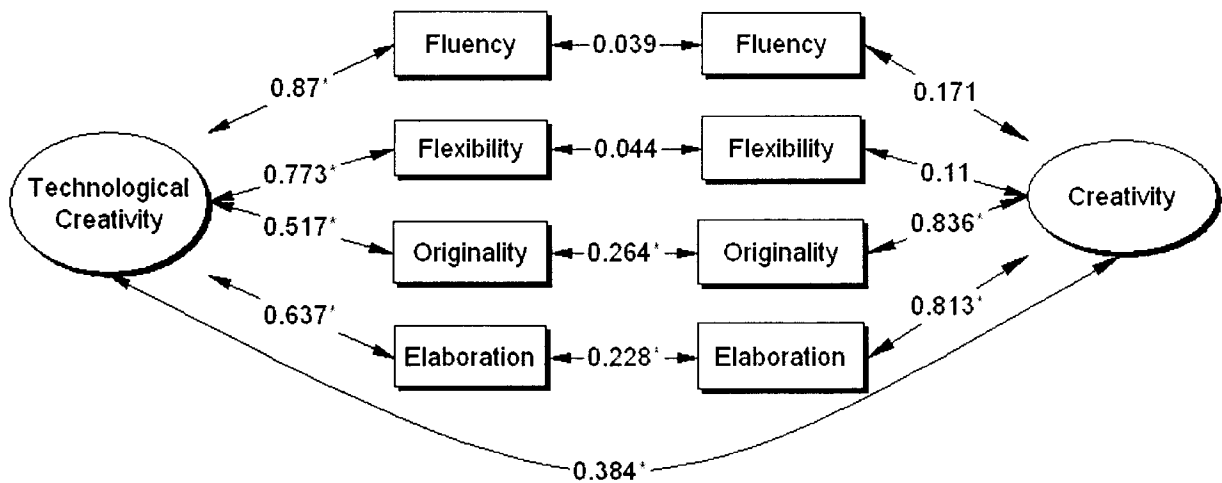 Fluency 0.039 Fluency
0.87* 0.171
Flexibility 0.044 Flexibility
0.773* 0.11
Technological
Creativity
Creativity
0.517* 0.836*
Originality 0.264* Originality
0.637* 0.813*
Elaboration 0.228* Elaboration
0.384*